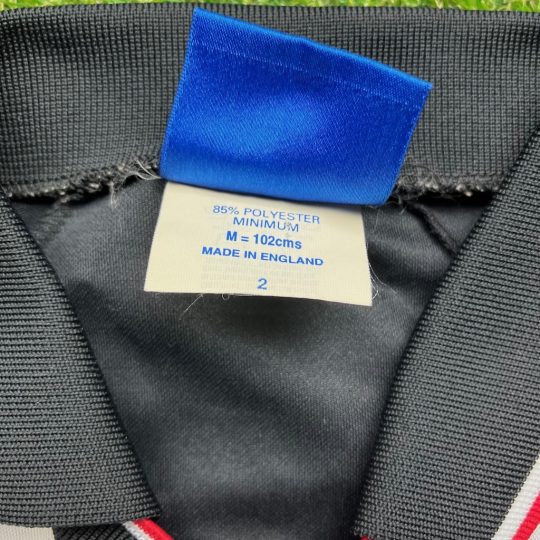 85% POLYESTER
MINIMUM
M = 102cms
MADE IN ENGLAND
2